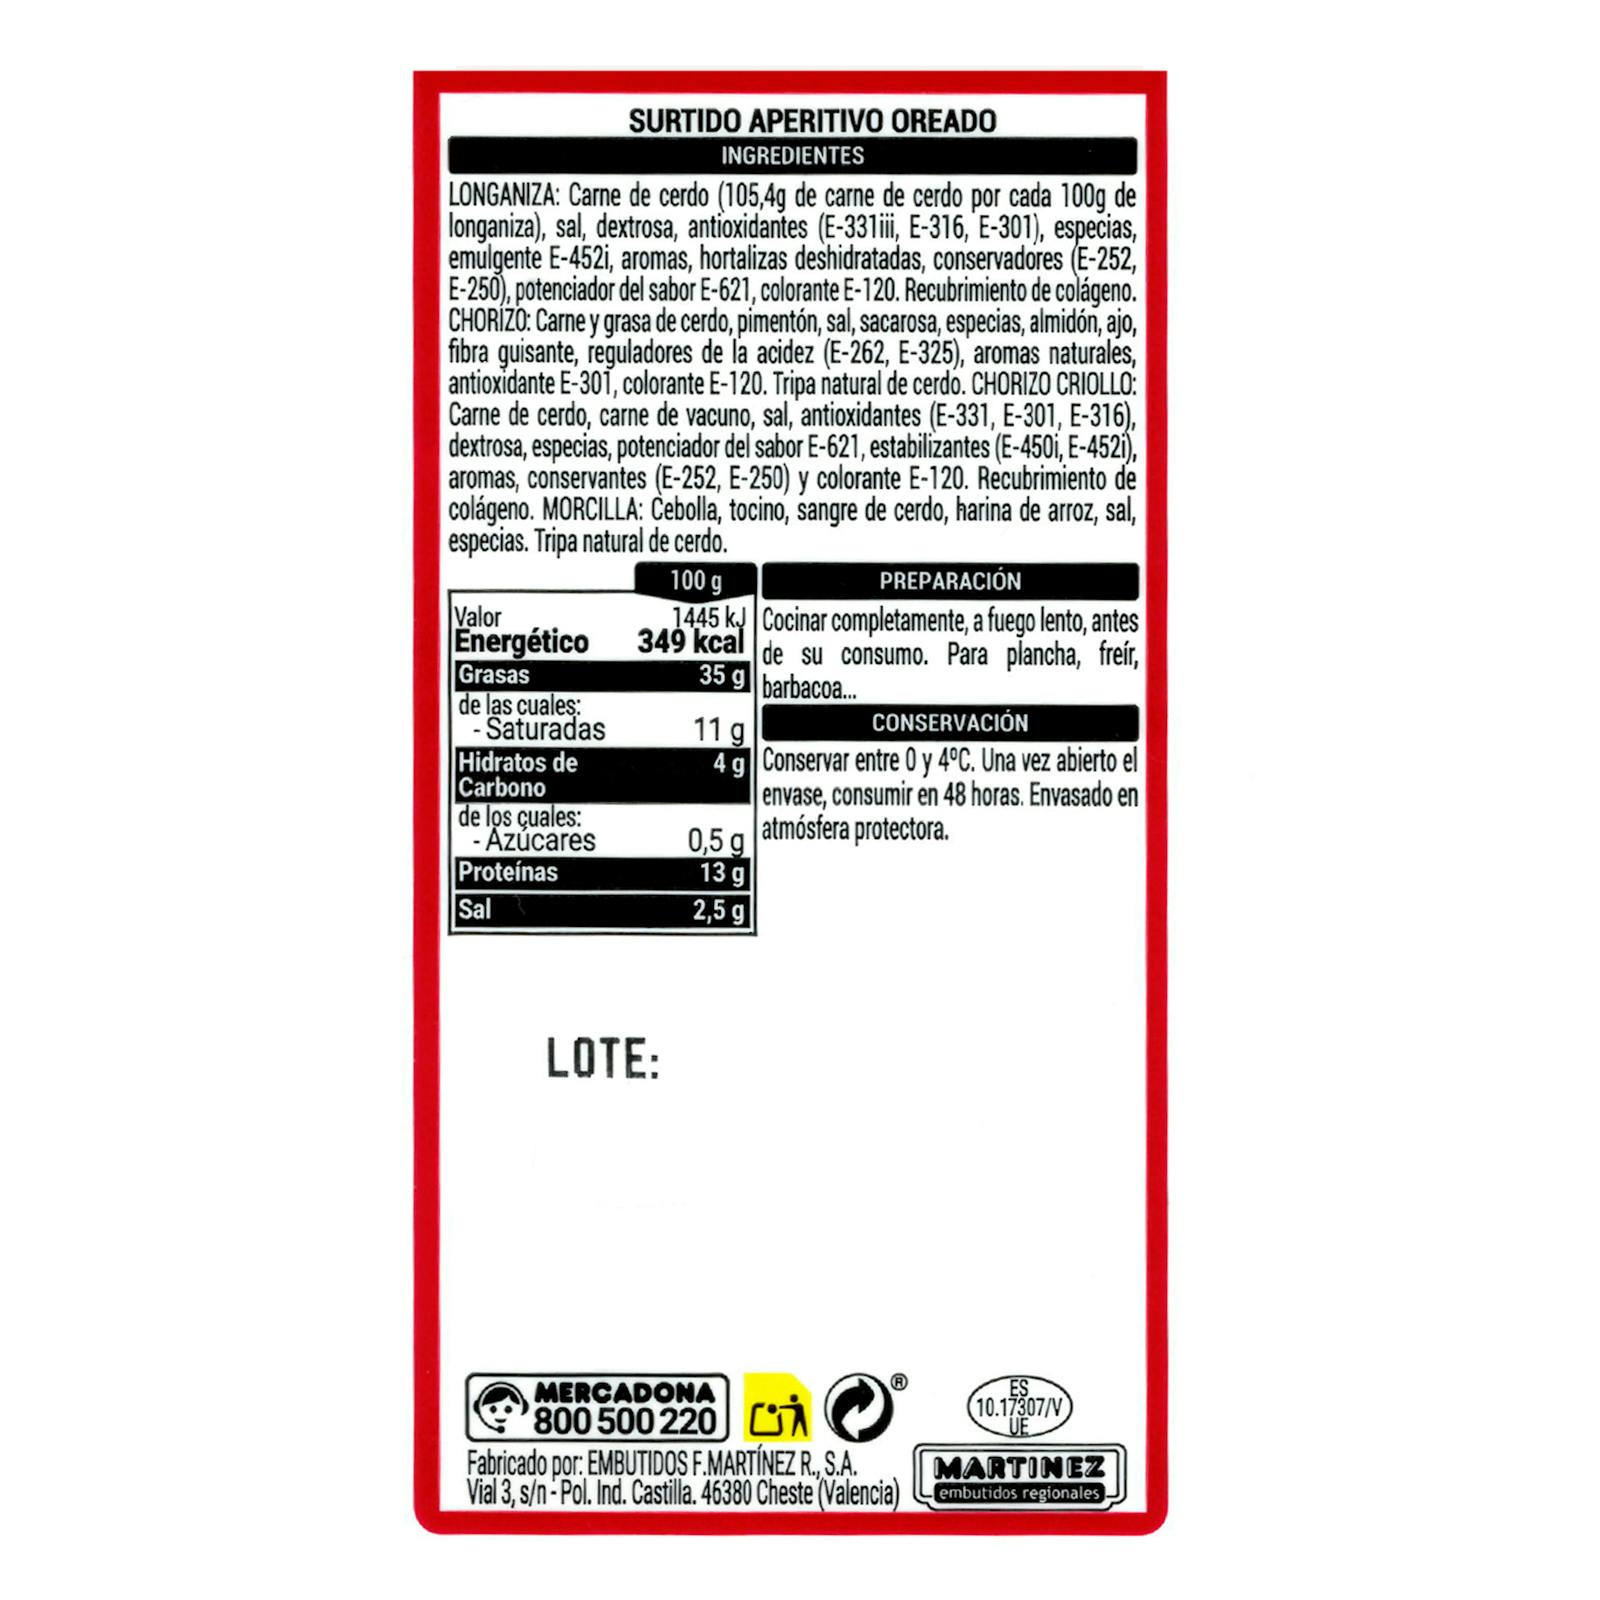 SURTIDO APERITIVO OREADO
INGREDIENTES
LONGANIZA: Carne de cerdo (105,4g de carne de cerdo por cada 100g de
longaniza), sal, dextrosa, antioxidantes (E-331iii, E-316, E-301), especias,
emulgente E-452i, aromas, hortalizas deshidratadas, conservadores (E-252,
E-250), potenciador del sabor E-621, colorante E-120. Recubrimiento de colágeno.
CHORIZO: Carne y grasa de cerdo, pimentón, sal, sacarosa, especias, almidón, ajo,
fibra guisante, reguladores de la acidez (E-262, E-325), aromas naturales,
antioxidante E-301, colorante E-120. Tripa natural de cerdo. CHORIZO CRIOLLO:
Carne de cerdo, carne de vacuno, sal, antioxidantes (E-331, E-301, E-316),
dextrosa, especias, potenciador del sabor E-621, estabilizantes (E-450i, E-452i),
aromas, conservantes (E-252, E-250) y colorante E-120. Recubrimiento de
colágeno. MORCILLA: Cebolla, tocino, sangre de cerdo, harina de arroz, sal,
especias. Tripa natural de cerdo.
100 g
Valor 1445 kJ
Energético 349 kcal
Grasas 35 g
de las cuales:
- Saturadas 11 g
Hidratos de 4 g
Carbono
de los cuales:
- Azúcares 0,5 g
Proteínas 13 g
Sal 2,5 g
PREPARACIÓN
Cocinar completamente, a fuego lento, antes
de su consumo. Para plancha, freír,
barbacoa...
CONSERVACIÓN
Conservar entre 0 y 4ºC. Una vez abierto el
envase, consumir en 48 horas. Envasado en
atmósfera protectora.
LOTE:
MERCADONA
800 500 220
®
ES
10.17307/V
UE
Fabricado por: EMBUTIDOS F.MARTÍNEZ R., S.A.
Vial 3, s/n - Pol. Ind. Castilla. 46380 Cheste (Valencia)
MARTINEZ
embutidos regionales